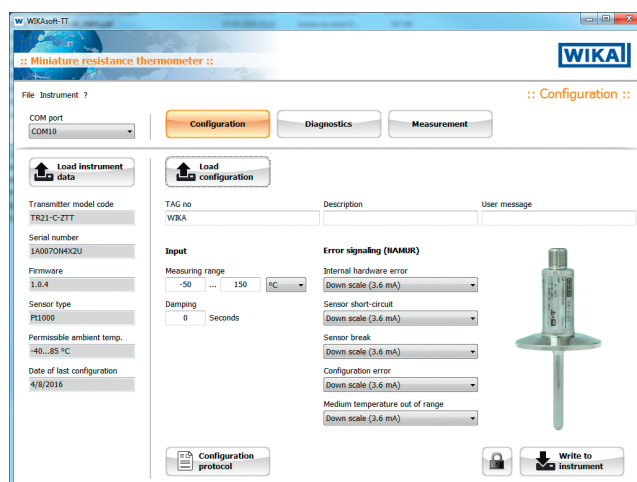 WIKAsoft-TT
:: Miniature resistance thermometer ::
WIKA
File Instrument ?
:: Configuration ::
COM port
COM10
Configuration
Diagnostics
Measurement
Load instrument
data
Load
configuration
Transmitter model code
TR21-C-ZTT
TAG no
Description
User message
WIKA
Serial number
1A007ON4X2U
Input
Error signaling (NAMUR)
Firmware
1.0.4
Measuring range
-50 ... 150 °C
Internal hardware error
Down scale (3.6 mA)
Sensor type
Pt1000
Damping
0 Seconds
Sensor short-circuit
Down scale (3.6 mA)
Permissible ambient temp.
-40...85 °C
Sensor break
Down scale (3.6 mA)
Date of last configuration
4/8/2016
Configuration error
Down scale (3.6 mA)
Medium temperature out of range
Down scale (3.6 mA)
Configuration
protocol
Write to
instrument